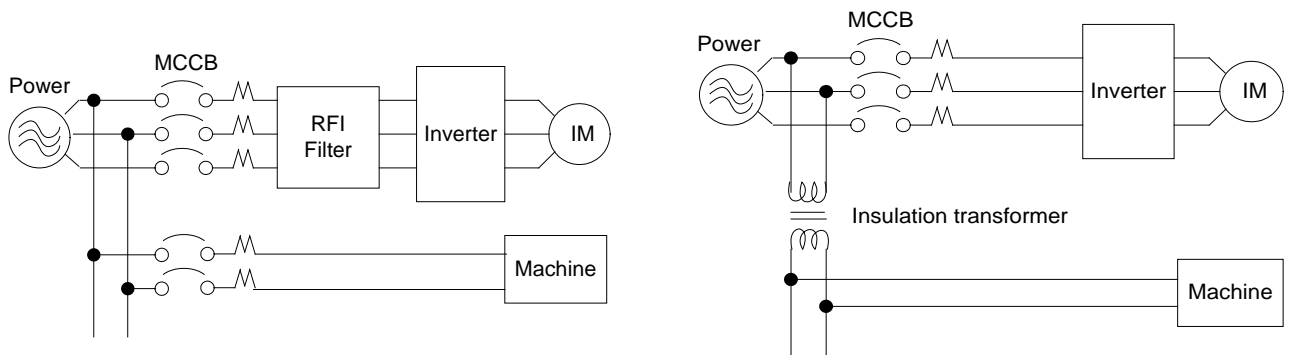 Power
MCCB
RFI
Filter
Inverter
IM
Machine
Power
MCCB
Inverter
IM
Insulation transformer
Machine